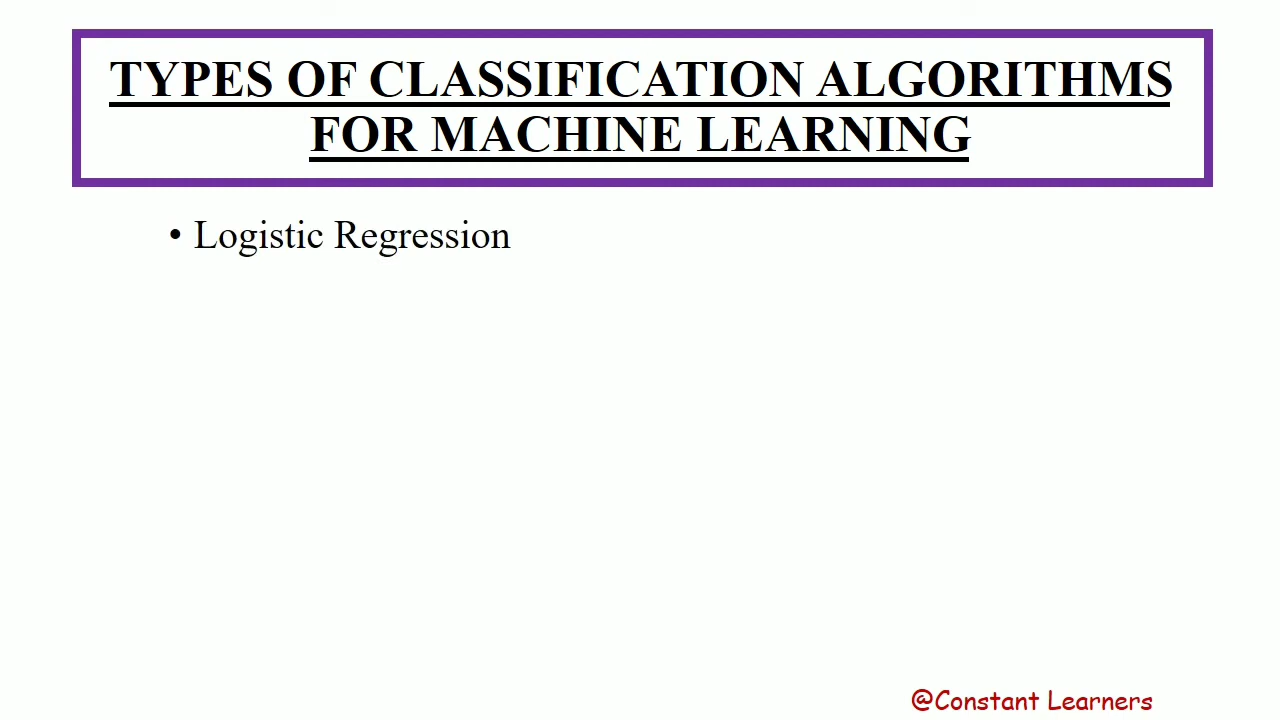 TYPES OF CLASSIFICATION ALGORITHMS
FOR MACHINE LEARNING
• Logistic Regression
@Constant Learners